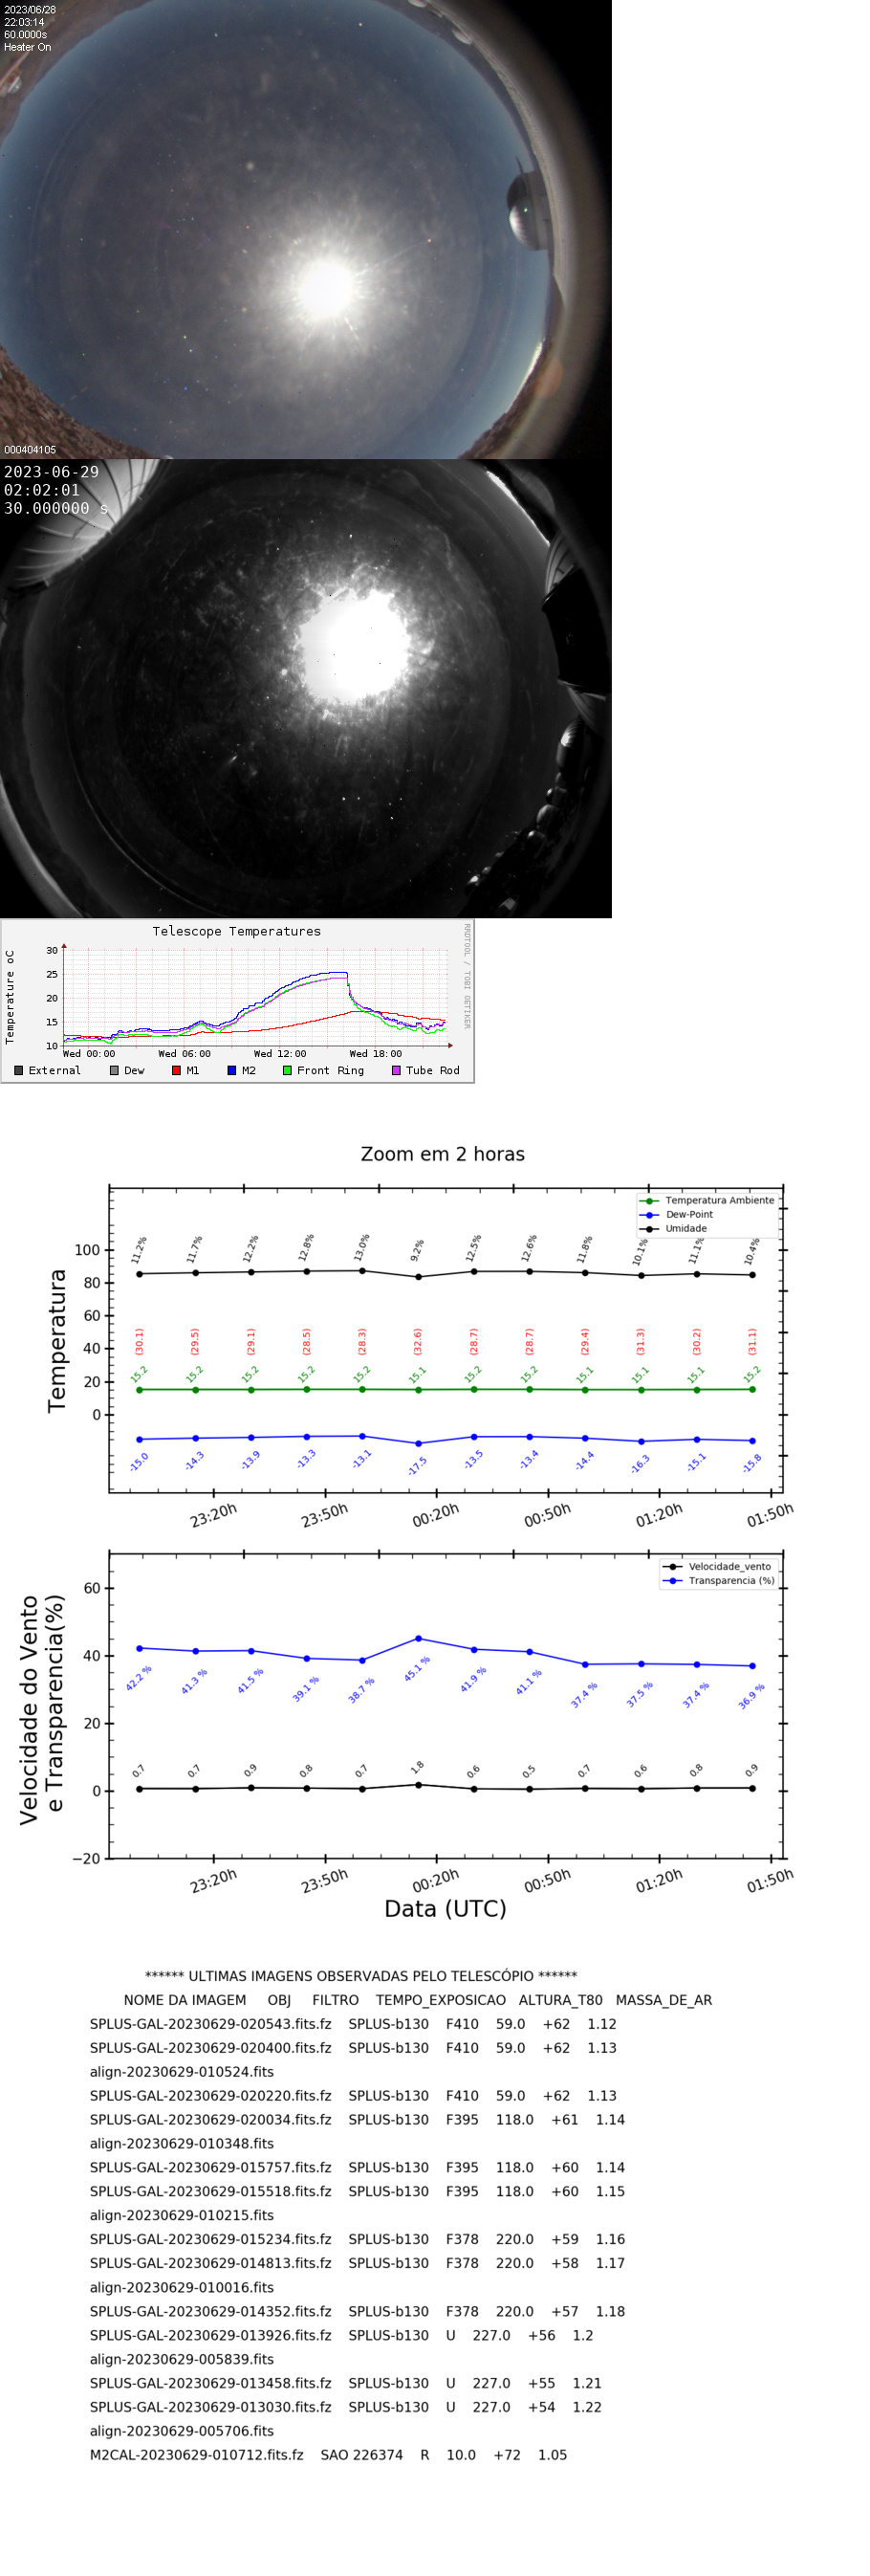 2023/06/28
22:03:14
60.0000s
Heater On
000404105
2023-06-29
02:02:01
30.000000 s
Telescope Temperatures
RRDTOOL / TOBI OETIKER
Temperature oC
30
25
20
15
10
Wed 00:00 Wed 06:00 Wed 12:00 Wed 18:00
External Dew M1 M2 Front Ring Tube Rod
Zoom em 2 horas
Temperatura Ambiente
Dew-Point
Umidade
Temperatura
100
80
60
40
20
0
11.2% 11.7% 12.2% 12.8% 13.0% 9.2% 12.5% 12.6% 11.8% 10.1% 11.1% 10.4%
(30.1) (29.5) (29.1) (28.5) (28.3) (32.6) (28.7) (28.7) (29.4) (31.3) (30.2) (31.1)
15.2 15.2 15.2 15.2 15.2 15.1 15.2 15.2 15.1 15.1 15.1 15.2
-15.0 -14.3 -13.9 -13.3 -13.1 -17.5 -13.5 -13.4 -14.4 -16.3 -15.1 -15.8
23:20h 23:50h 00:20h 00:50h 01:20h 01:50h
Velocidade_vento
Transparencia (%)
Velocidade do Vento
e Transparencia(%)
60
40
20
0
−20
42.2 % 41.3 % 41.5 % 39.1 % 38.7 % 45.1 % 41.9 % 41.1 % 37.4 % 37.5 % 37.4 % 36.9 %
0.7 0.7 0.9 0.8 0.7 1.8 0.6 0.5 0.7 0.6 0.8 0.9
23:20h 23:50h 00:20h 00:50h 01:20h 01:50h
Data (UTC)
****** ULTIMAS IMAGENS OBSERVADAS PELO TELESCÓPIO ******
NOME DA IMAGEM OBJ FILTRO TEMPO_EXPOSICAO ALTURA_T80 MASSA_DE_AR
SPLUS-GAL-20230629-020543.fits.fz SPLUS-b130 F410 59.0 +62 1.12
SPLUS-GAL-20230629-020400.fits.fz SPLUS-b130 F410 59.0 +62 1.13
align-20230629-010524.fits
SPLUS-GAL-20230629-020220.fits.fz SPLUS-b130 F410 59.0 +62 1.13
SPLUS-GAL-20230629-020034.fits.fz SPLUS-b130 F395 118.0 +61 1.14
align-20230629-010348.fits
SPLUS-GAL-20230629-015757.fits.fz SPLUS-b130 F395 118.0 +60 1.14
SPLUS-GAL-20230629-015518.fits.fz SPLUS-b130 F395 118.0 +60 1.15
align-20230629-010215.fits
SPLUS-GAL-20230629-015234.fits.fz SPLUS-b130 F378 220.0 +59 1.16
SPLUS-GAL-20230629-014813.fits.fz SPLUS-b130 F378 220.0 +58 1.17
align-20230629-010016.fits
SPLUS-GAL-20230629-014352.fits.fz SPLUS-b130 F378 220.0 +57 1.18
SPLUS-GAL-20230629-013926.fits.fz SPLUS-b130 U 227.0 +56 1.2
align-20230629-005839.fits
SPLUS-GAL-20230629-013458.fits.fz SPLUS-b130 U 227.0 +55 1.21
SPLUS-GAL-20230629-013030.fits.fz SPLUS-b130 U 227.0 +54 1.22
align-20230629-005706.fits
M2CAL-20230629-010712.fits.fz SAO 226374 R 10.0 +72 1.05